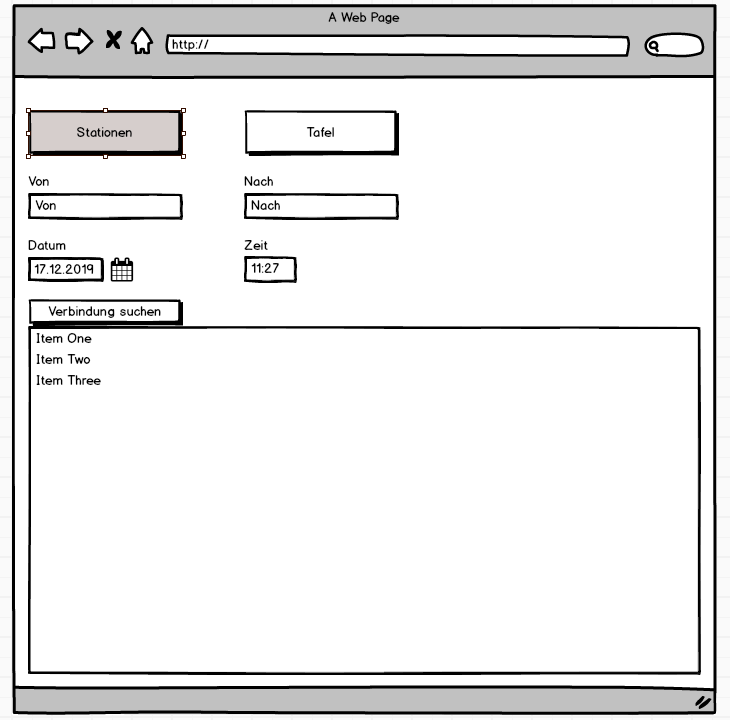 A Web Page
http://
Stationen
Tafel
Von
Nach
Von
Nach
Datum
Zeit
17.12.2019
11:27
Verbindung suchen
Item One
Item Two
Item Three